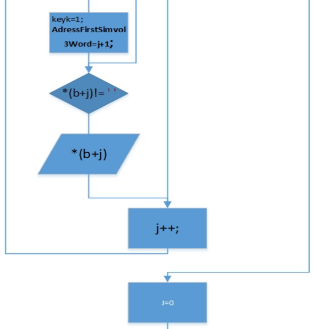 keyk=1;
AdressFirstSimvol
3Word=j+1;
*(b+j)!=' '
*(b+j)
j++;
J=0